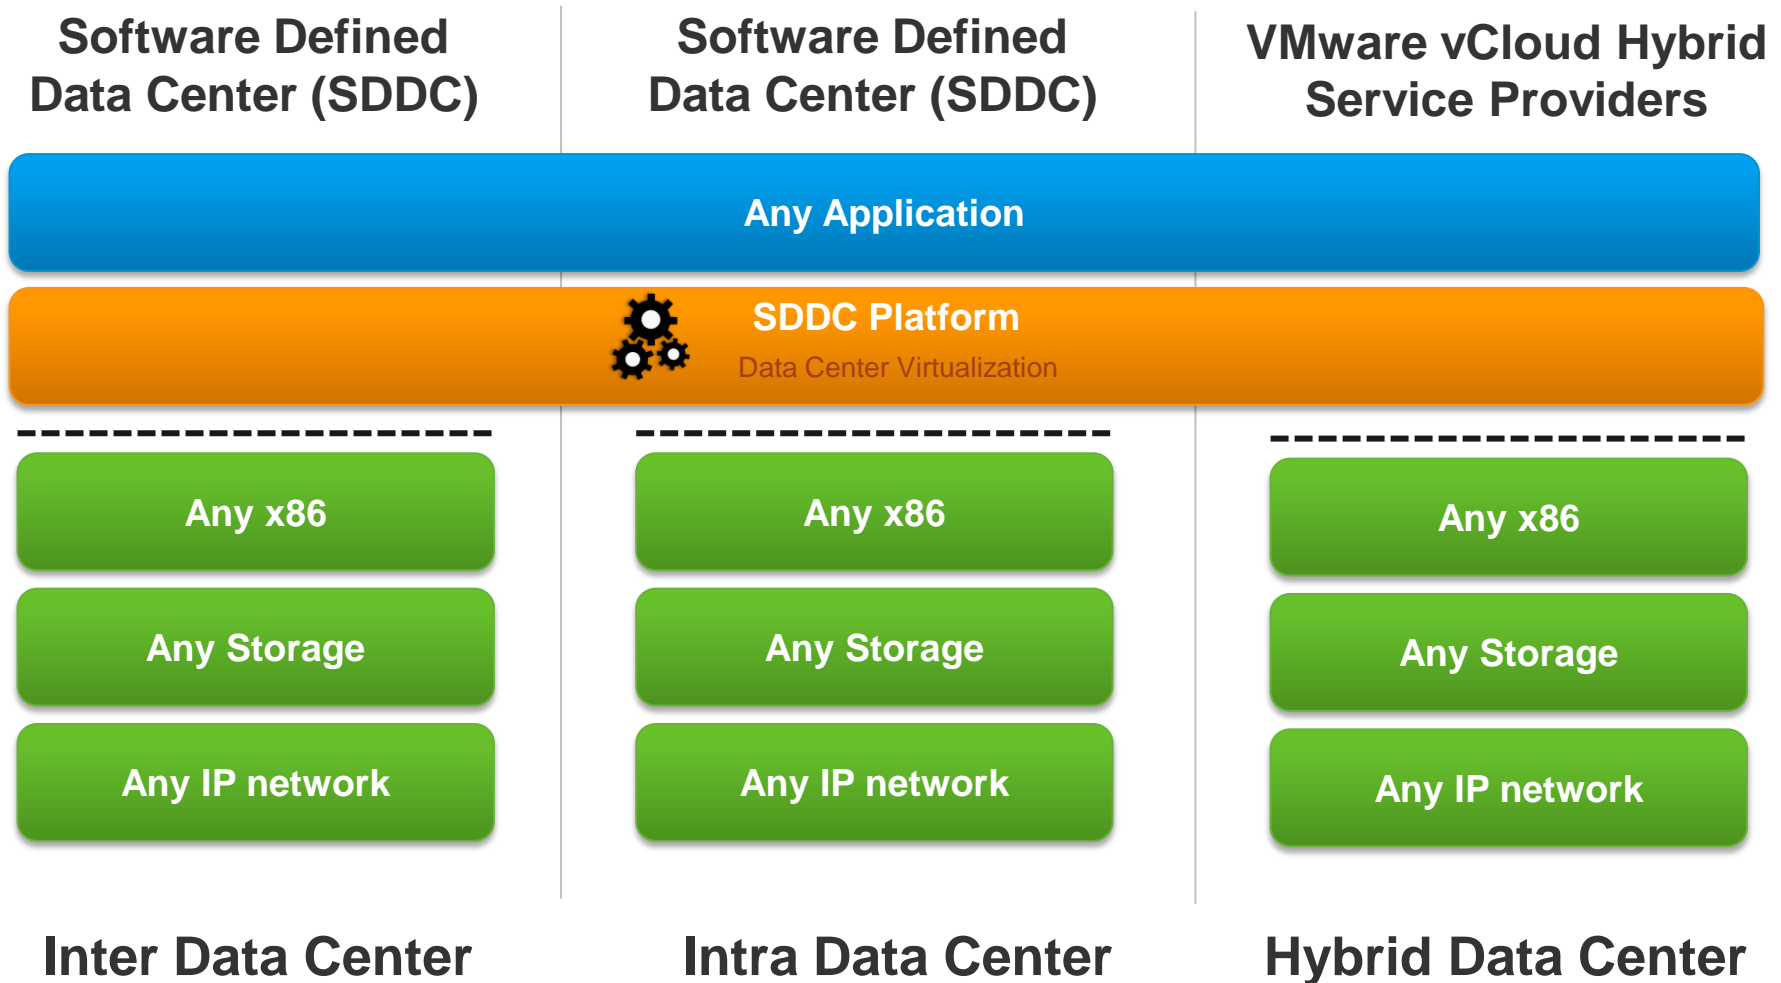 Software Defined
Data Center (SDDC)
Software Defined
Data Center (SDDC)
VMware vCloud Hybrid
Service Providers
Any Application
SDDC Platform
Data Center Virtualization
Any x86
Any x86
Any x86
Any Storage
Any Storage
Any Storage
Any IP network
Any IP network
Any IP network
Inter Data Center
Intra Data Center
Hybrid Data Center